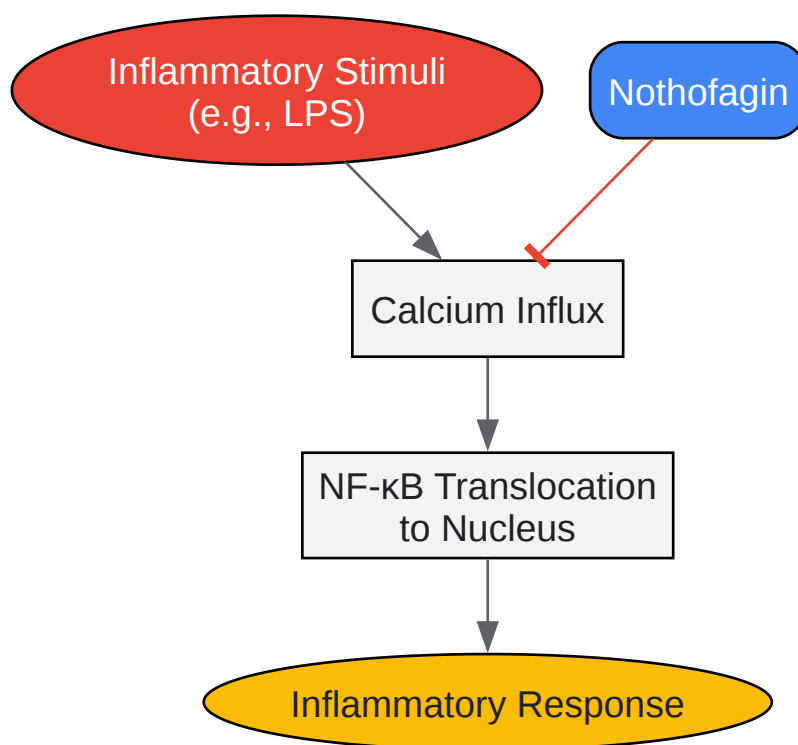 Inflammatory Stimuli
(e.g., LPS)
Nothofagin
Calcium Influx
NF-κB Translocation
to Nucleus
Inflammatory Response